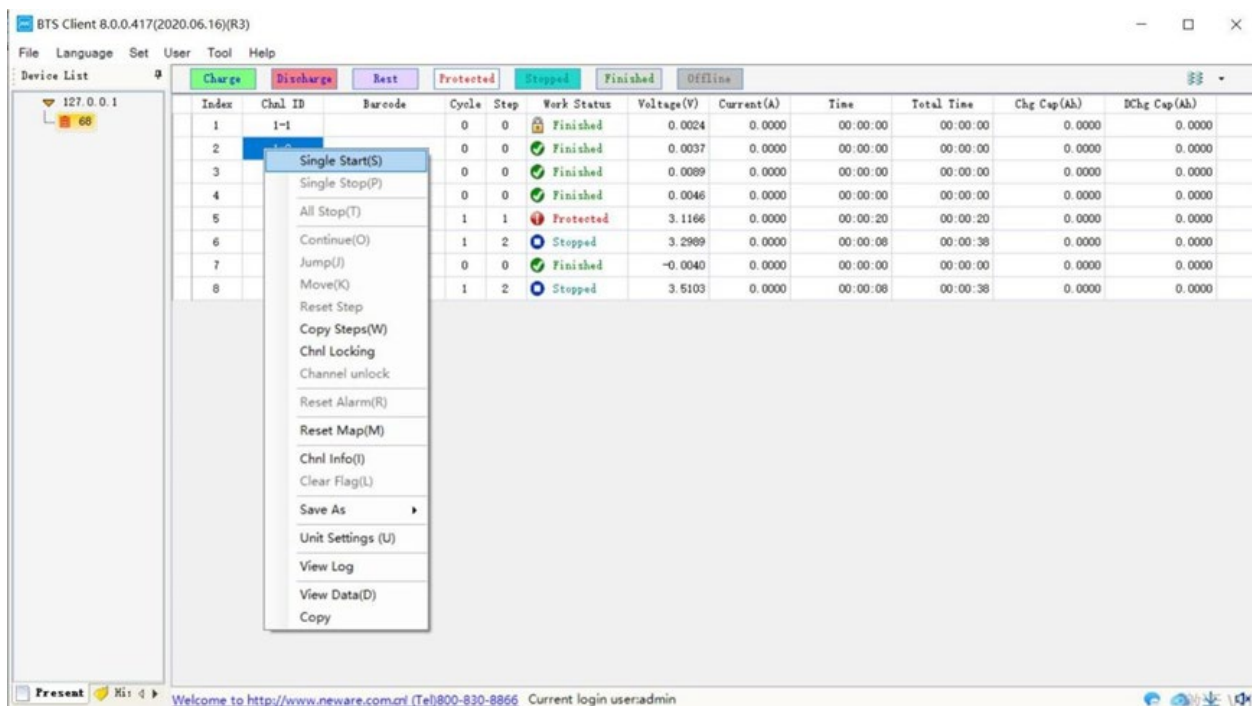 BTS Client 8.0.0.417(2020.06.16)(R3)
File Language Set User Tool Help
Device List Charge Discharge Rest Protected Stopped Finished Offline
127.0.0.1
68
Index Chnl ID Barcode Cycle Step Work Status Voltage(V) Current(A) Time Total Time Chg Cap(Ah) DChg Cap(Ah)
1 1-1 0 0 Finished 0.0024 0.0000 00:00:00 00:00:00 0.0000 0.0000
2 0 0 Finished 0.0037 0.0000 00:00:00 00:00:00 0.0000 0.0000
3 0 0 Finished 0.0089 0.0000 00:00:00 00:00:00 0.0000 0.0000
4 0 0 Finished 0.0046 0.0000 00:00:00 00:00:00 0.0000 0.0000
5 1 1 Protected 3.1166 0.0000 00:00:20 00:00:20 0.0000 0.0000
6 1 2 Stopped 3.2989 0.0000 00:00:08 00:00:38 0.0000 0.0000
7 0 0 Finished -0.0040 0.0000 00:00:00 00:00:00 0.0000 0.0000
8 1 2 Stopped 3.5103 0.0000 00:00:08 00:00:38 0.0000 0.0000
Single Start(S)
Single Stop(P)
All Stop(T)
Continue(O)
Jump(J)
Move(K)
Reset Step
Copy Steps(W)
Chnl Locking
Channel unlock
Reset Alarm(R)
Reset Map(M)
Chnl Info(I)
Clear Flag(L)
Save As
Unit Settings (U)
View Log
View Data(D)
Copy
Present
Welcome to http://www.neware.com.cn! (Tel)800-830-8866 Current login user:admin